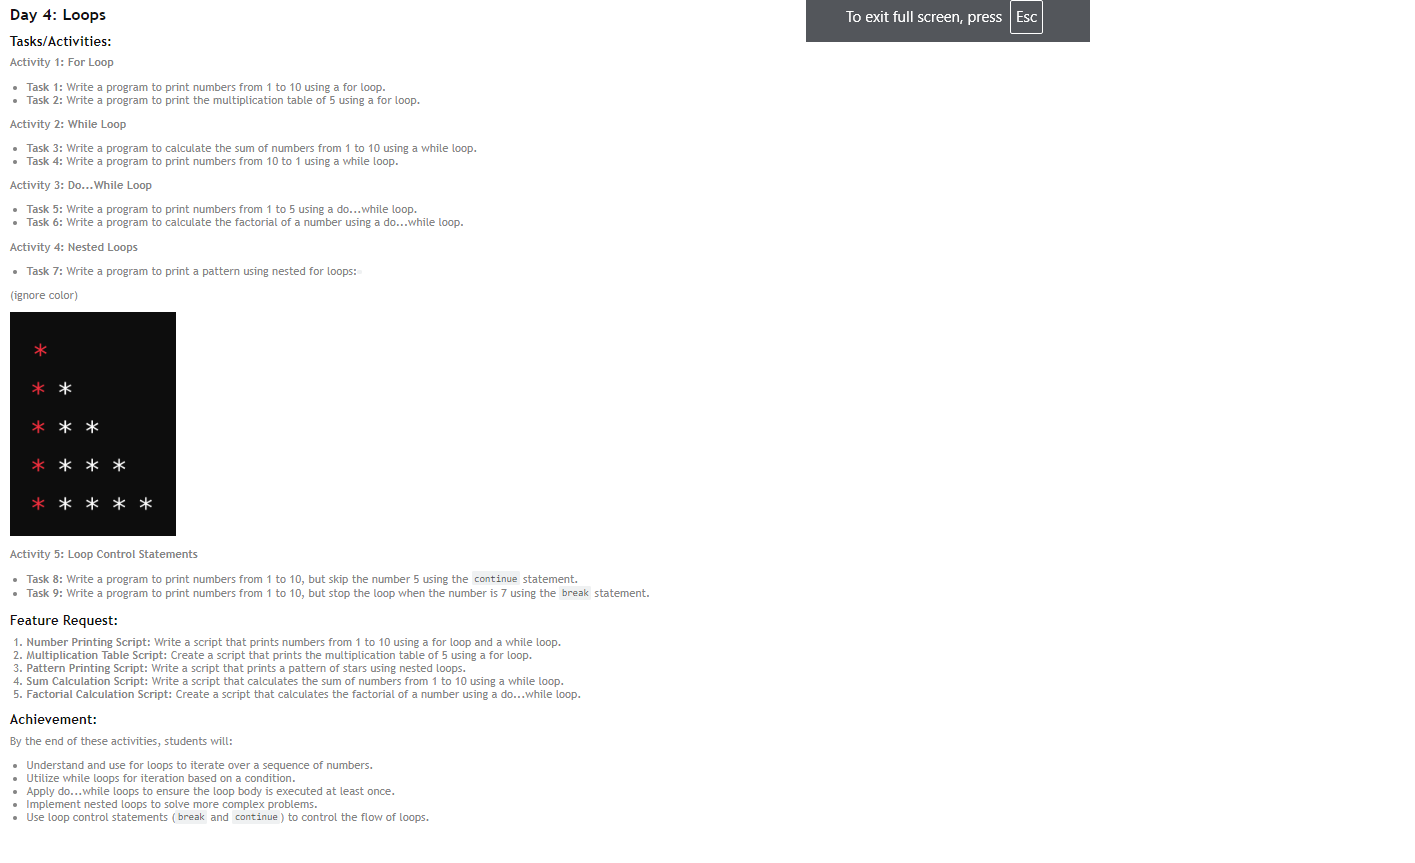 Day 4: Loops
To exit full screen, press Esc
Tasks/Activities:
Activity 1: For Loop
• Task 1: Write a program to print numbers from 1 to 10 using a for loop.
• Task 2: Write a program to print the multiplication table of 5 using a for loop.
Activity 2: While Loop
• Task 3: Write a program to calculate the sum of numbers from 1 to 10 using a while loop.
• Task 4: Write a program to print numbers from 10 to 1 using a while loop.
Activity 3: Do...While Loop
• Task 5: Write a program to print numbers from 1 to 5 using a do...while loop.
• Task 6: Write a program to calculate the factorial of a number using a do...while loop.
Activity 4: Nested Loops
• Task 7: Write a program to print a pattern using nested for loops:
(ignore color)
*
* *
* * *
* * * *
* * * * *
Activity 5: Loop Control Statements
• Task 8: Write a program to print numbers from 1 to 10, but skip the number 5 using the continue statement.
• Task 9: Write a program to print numbers from 1 to 10, but stop the loop when the number is 7 using the break statement.
Feature Request:
1. Number Printing Script: Write a script that prints numbers from 1 to 10 using a for loop and a while loop.
2. Multiplication Table Script: Create a script that prints the multiplication table of 5 using a for loop.
3. Pattern Printing Script: Write a script that prints a pattern of stars using nested loops.
4. Sum Calculation Script: Write a script that calculates the sum of numbers from 1 to 10 using a while loop.
5. Factorial Calculation Script: Create a script that calculates the factorial of a number using a do...while loop.
Achievement:
By the end of these activities, students will:
• Understand and use for loops to iterate over a sequence of numbers.
• Utilize while loops for iteration based on a condition.
• Apply do...while loops to ensure the loop body is executed at least once.
• Implement nested loops to solve more complex problems.
• Use loop control statements (break and continue) to control the flow of loops.